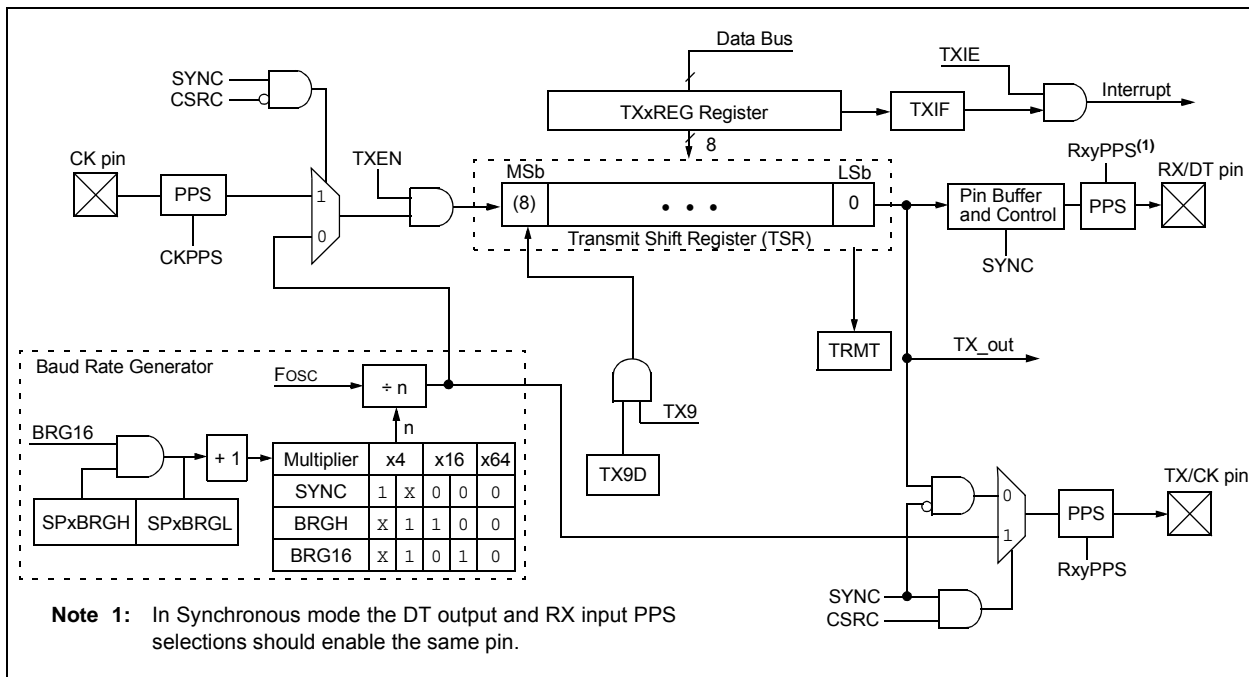 Data Bus
TXIE
SYNC
CSRC
Interrupt
TXxREG Register
TXIF
8
CK pin
TXEN
MSb
LSb
RxyPPS(1)
RX/DT pin
PPS
1
(8)
• • •
0
Pin Buffer
and Control
PPS
0
Transmit Shift Register (TSR)
CKPPS
SYNC
TRMT
TX_out
Baud Rate Generator
FOSC
÷ n
n
TX9
BRG16
+ 1
Multiplier x4 x16 x64
TX9D
SYNC 1 X 0 0 0
SPxBRGH SPxBRGL
BRGH X 1 1 0 0
BRG16 X 1 0 1 0
TX/CK pin
0
PPS
1
RxyPPS
SYNC
CSRC
Note 1: In Synchronous mode the DT output and RX input PPS
selections should enable the same pin.